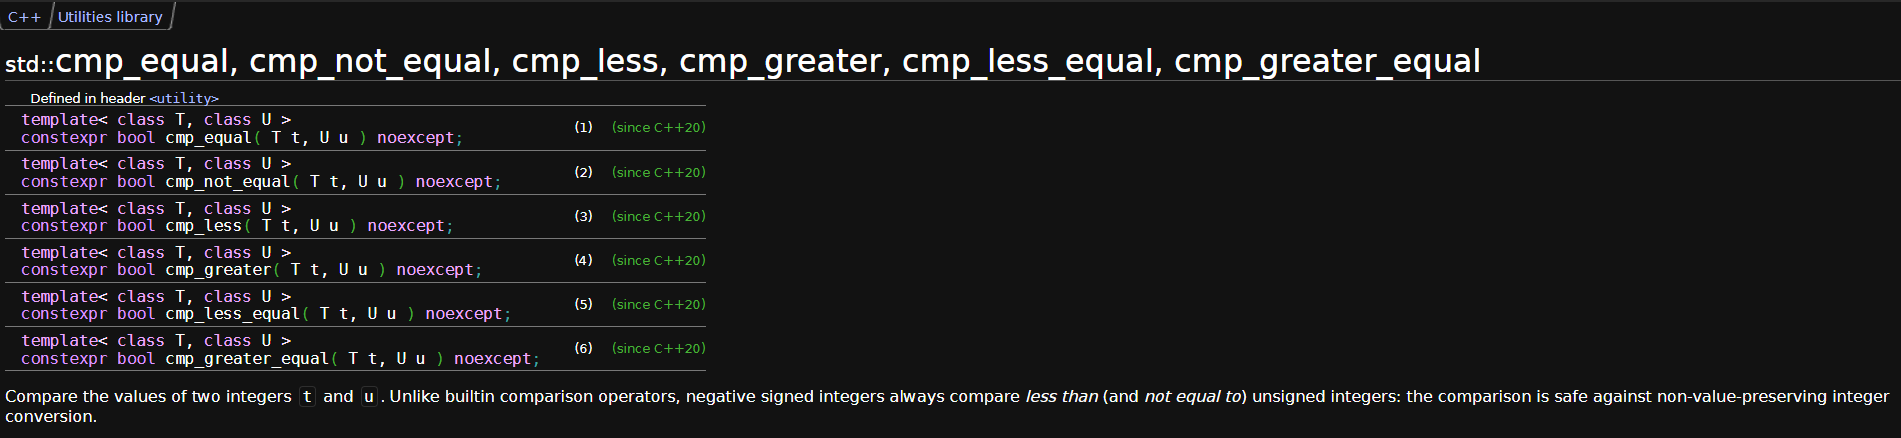 C++ Utilities library
std::cmp_equal, cmp_not_equal, cmp_less, cmp_greater, cmp_less_equal, cmp_greater_equal
Defined in header <utility>
template< class T, class U >
constexpr bool cmp_equal( T t, U u ) noexcept; (1) (since C++20)
template< class T, class U >
constexpr bool cmp_not_equal( T t, U u ) noexcept; (2) (since C++20)
template< class T, class U >
constexpr bool cmp_less( T t, U u ) noexcept; (3) (since C++20)
template< class T, class U >
constexpr bool cmp_greater( T t, U u ) noexcept; (4) (since C++20)
template< class T, class U >
constexpr bool cmp_less_equal( T t, U u ) noexcept; (5) (since C++20)
template< class T, class U >
constexpr bool cmp_greater_equal( T t, U u ) noexcept; (6) (since C++20)
Compare the values of two integers t and u. Unlike builtin comparison operators, negative signed integers always compare less than (and not equal to) unsigned integers: the comparison is safe against non-value-preserving integer
conversion.